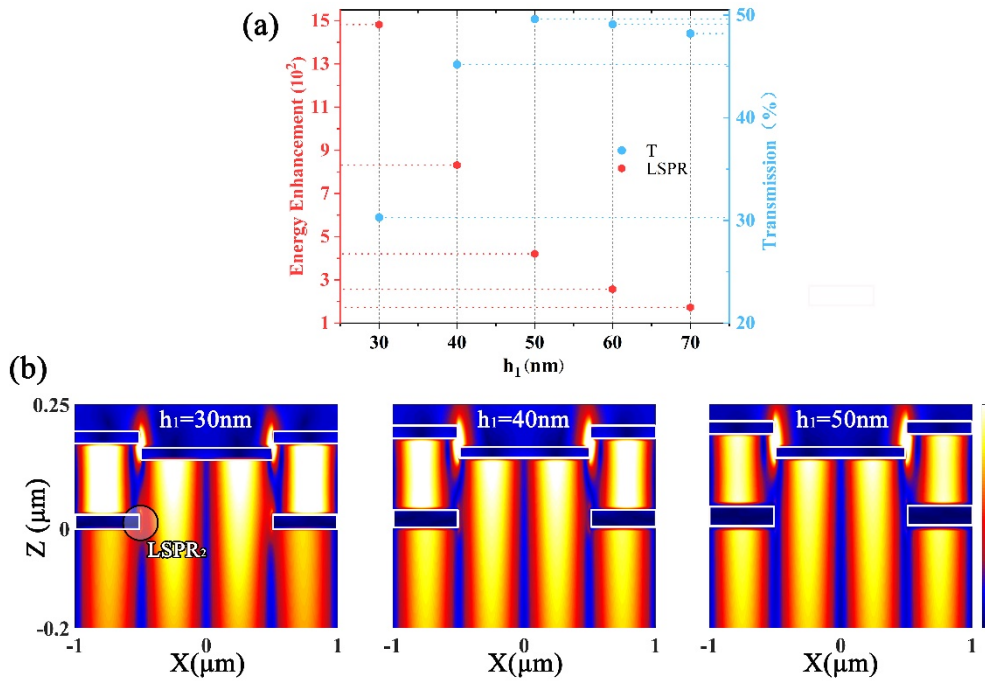 (a)
Energy Enhancement (10²)
15
13
11
9
8
5
4
3
1
50
40
30
20
Transmission (%)
T
LSPR
30 40 50 60 70
h₁(nm)
(b)
0.25
0
-0.2
Z (μm)
h₁=30nm
h₁=40nm
h₁=50nm
LSPR₂
-1 0 1
-1 0 1
-1 0 1
X(μm)
X(μm)
X(μm)